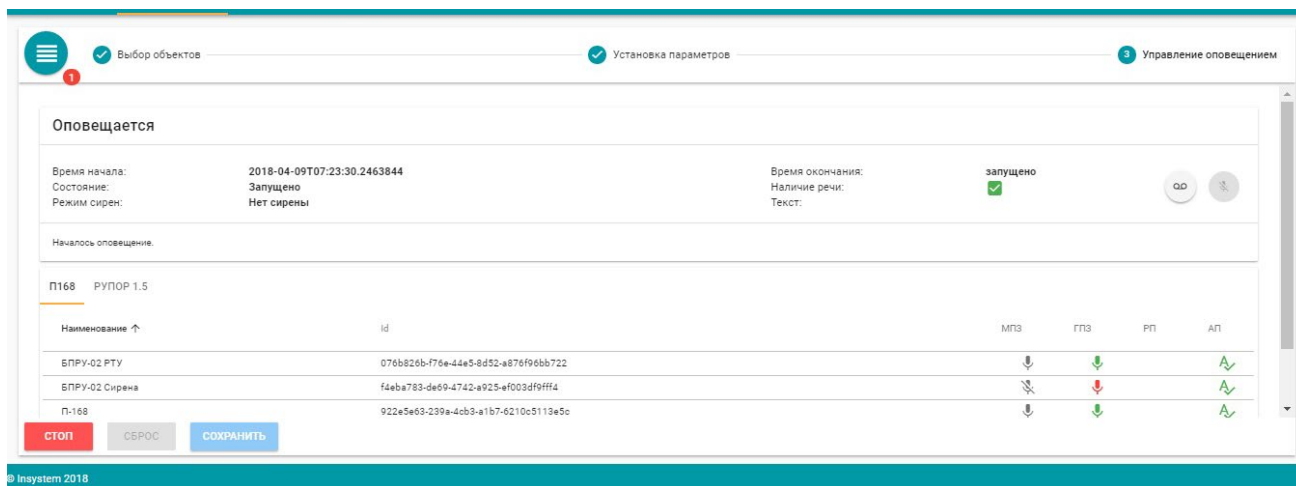 1
Выбор объектов
Установка параметров
3 Управление оповещением
Оповещается
Время начала: 2018-04-09T07:23:30.2463844 Время окончания: запущено
Состояние: Запущено Наличие речи:
Режим сирен: Нет сирены Текст:
Началось оповещение.
П168 РУПОР 1.5
Наименование Id МПЗ ГПЗ РП АП
БПРУ-02 РТУ 076b826b-f76e-44e5-8d52-a876f96bb722
БПРУ-02 Сирена f4eba783-de69-4742-a925-ef003df9fff4
П-168 922e5e63-239a-4cb3-a1b7-6210c5113e5c
СТОП СБРОС СОХРАНИТЬ
© Insystem 2018